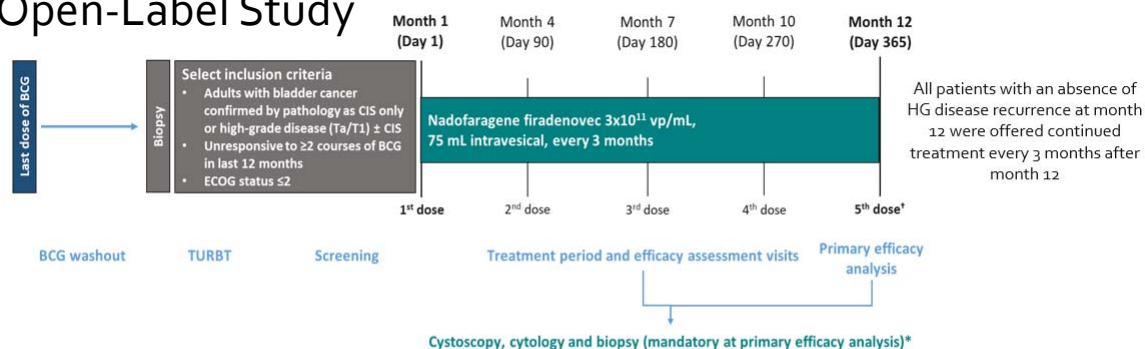 Open-Label Study
Month 1
(Day 1)
Month 4
(Day 90)
Month 7
(Day 180)
Month 10
(Day 270)
Month 12
(Day 365)
Last dose of BCG
Biopsy
Select inclusion criteria
• Adults with bladder cancer
confirmed by pathology as CIS only
or high-grade disease (Ta/T1) ± CIS
• Unresponsive to ≥2 courses of BCG
in last 12 months
• ECOG status ≤2
Nadofaragene firadenovec 3x10¹¹ vp/mL,
75 mL intravesical, every 3 months
All patients with an absence of
HG disease recurrence at month
12 were offered continued
treatment every 3 months after
month 12
1st dose
2nd dose
3rd dose
4th dose
5th dose†
BCG washout
TURBT
Screening
Treatment period and efficacy assessment visits
Primary efficacy
analysis
Cystoscopy, cytology and biopsy (mandatory at primary efficacy analysis)*